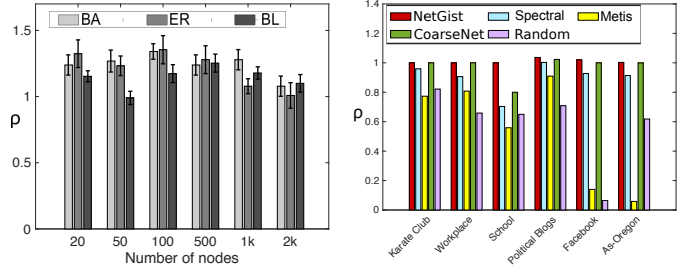 BA ER BL
2
1.5
1
0.5
0
ρ
20 50 100 500 1k 2k
Number of nodes
NetGist Spectral Metis
CoarseNet Random
1.4
1.2
1
0.8
0.6
0.4
0.2
0
ρ
Karate Club Workplace School Political Blogs Facebook As-Oregon